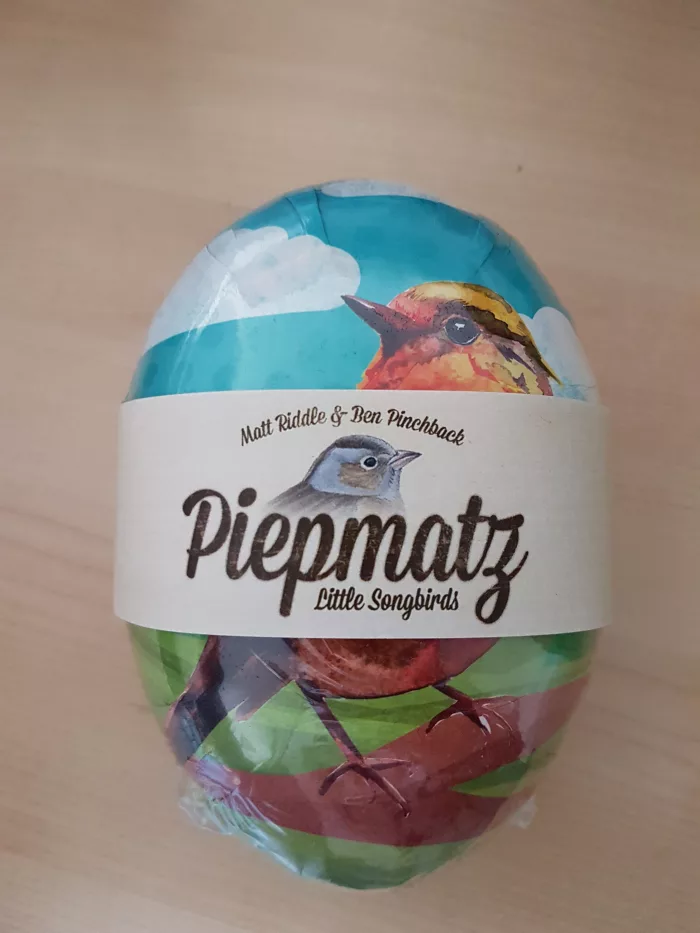 Matt Riddle & Ben Pinchback
Piepmatz
Little Songbirds